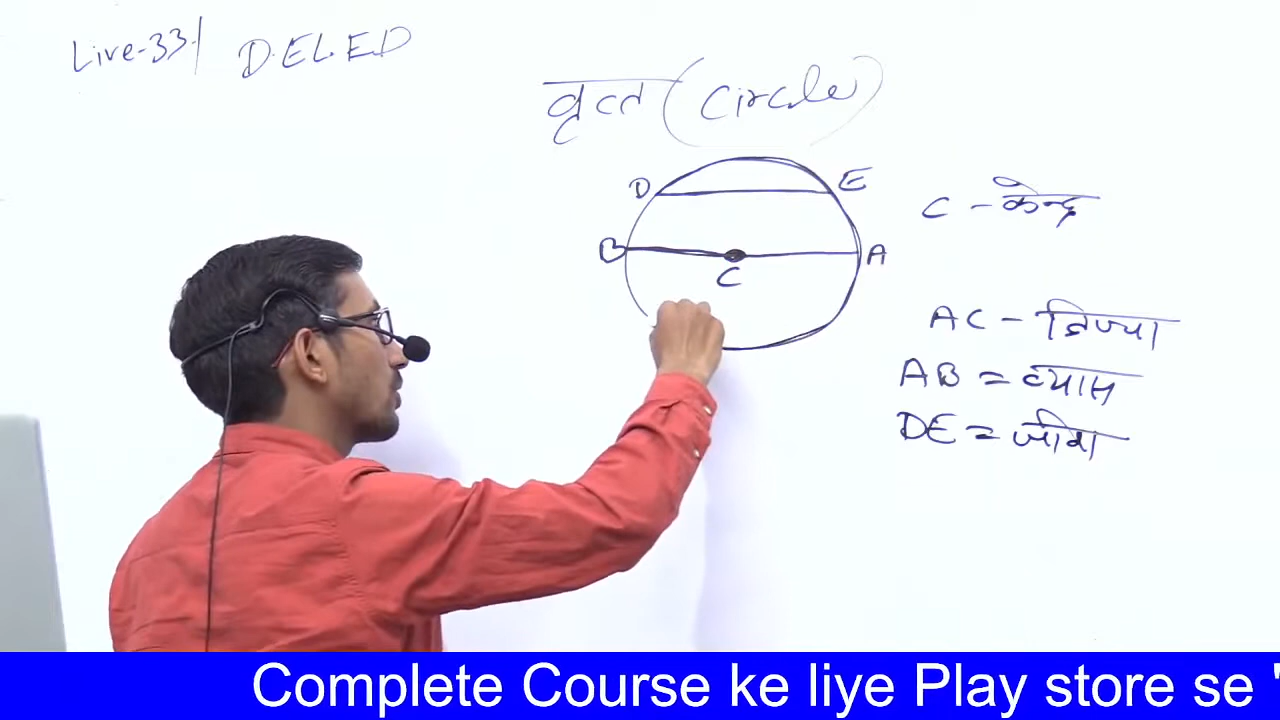 Live-33 D.EL.ED
वृत्त (Circle)
D E
B C A
C - केन्द्र
AC - त्रिज्या
AB = व्यास
DE = जीवा
Complete Course ke liye Play store se '